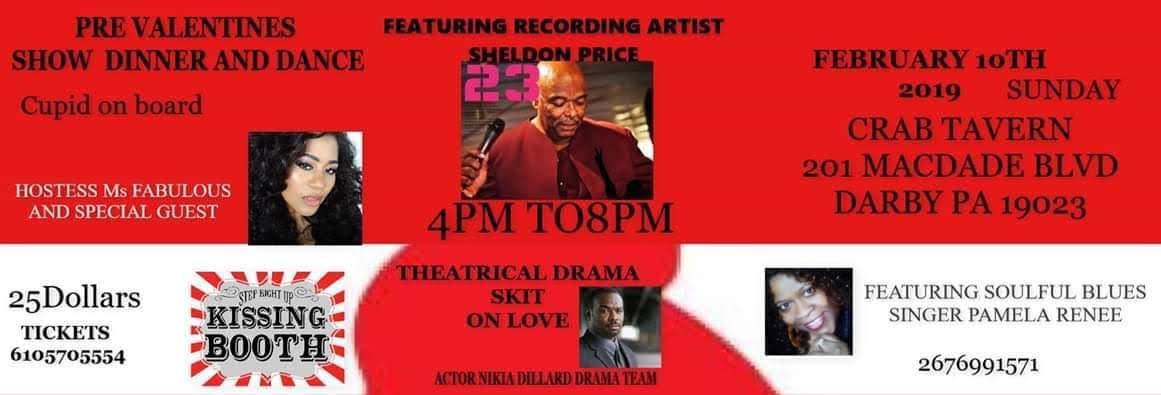 PRE VALENTINES
SHOW DINNER AND DANCE
Cupid on board
HOSTESS Ms FABULOUS
AND SPECIAL GUEST
FEATURING RECORDING ARTIST
SHELDON PRICE
23
4PM TO8PM
FEBRUARY 10TH
2019 SUNDAY
CRAB TAVERN
201 MACDADE BLVD
DARBY PA 19023
25Dollars
TICKETS
6105705554
STEP RIGHT UP
KISSING
BOOTH
THEATRICAL DRAMA
SKIT
ON LOVE
ACTOR NIKIA DILLARD DRAMA TEAM
FEATURING SOULFUL BLUES
SINGER PAMELA RENEE
2676991571